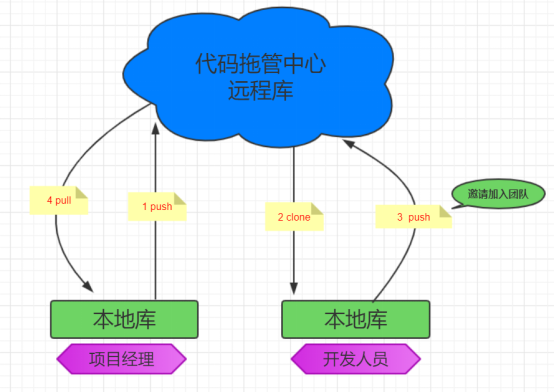 代码拖管中心
远程库
4 pull
1 push
2 clone
3 push
邀请加入团队
本地库
本地库
项目经理
开发人员